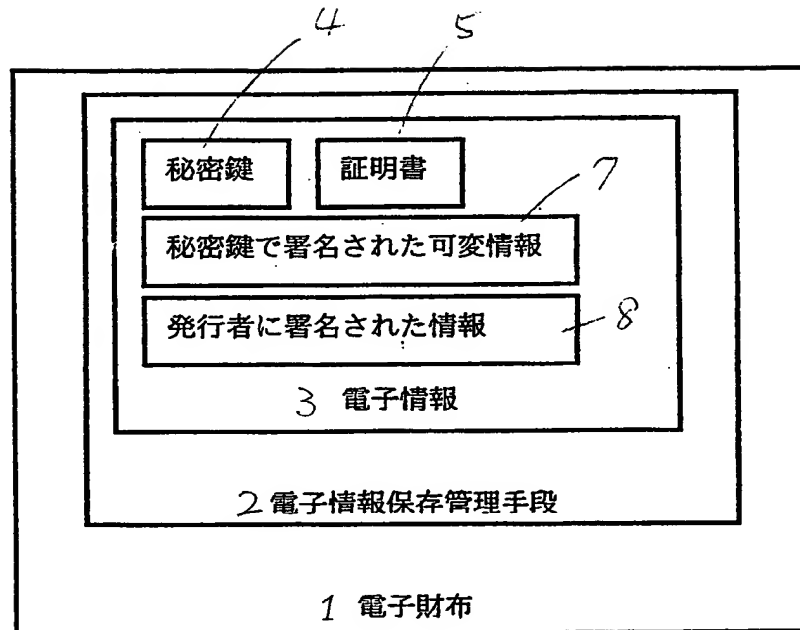 4 5
秘密鍵 証明書
7
秘密鍵で署名された可変情報
発行者に署名された情報 8
3 電子情報
2 電子情報保存管理手段
1 電子財布